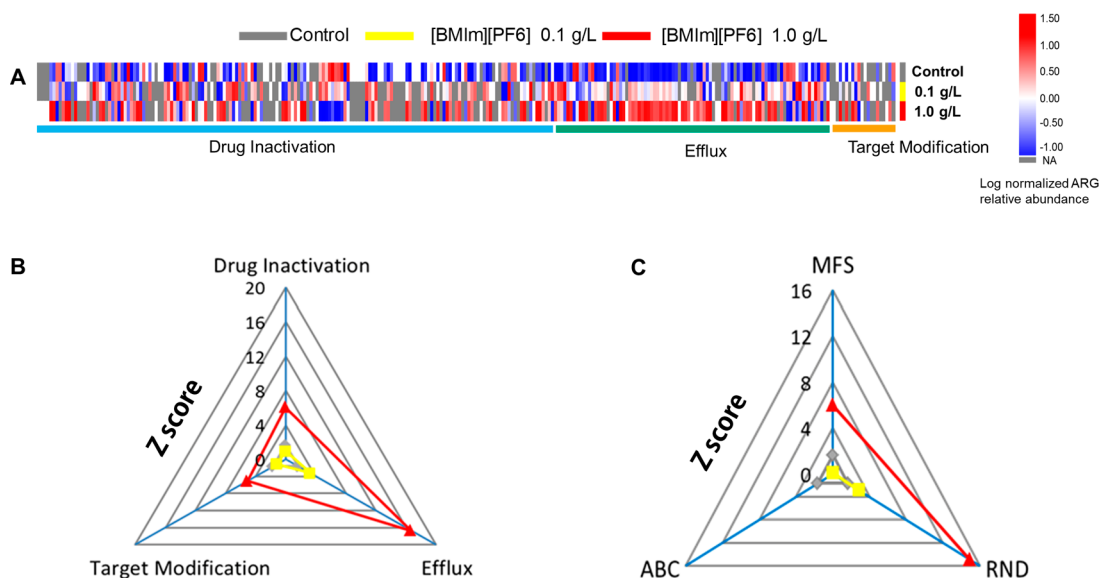 Control [BMIm][PF6] 0.1 g/L [BMIm][PF6] 1.0 g/L
A
Control
0.1 g/L
1.0 g/L
Drug Inactivation
Efflux
Target Modification
1.50
1.00
0.50
0.00
-0.50
-1.00
NA
Log normalized ARG
relative abundance
B
Drug Inactivation
20
16
12
8
4
0
Z score
Target Modification
Efflux
C
MFS
16
12
8
4
0
Z score
ABC
RND